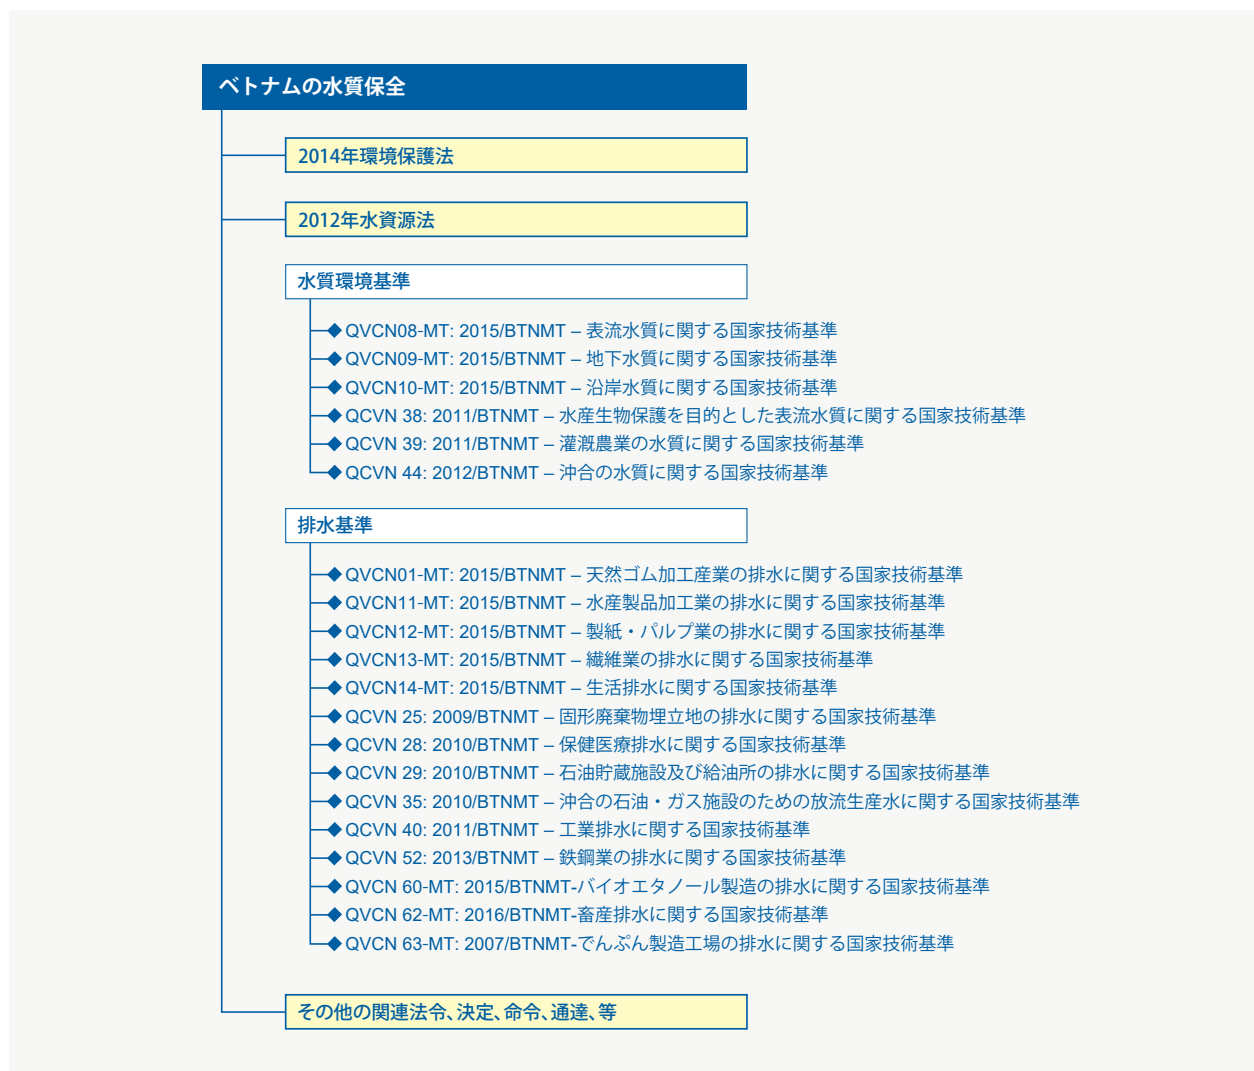 ベトナムの水質保全
2014年環境保護法
2012年水資源法
水質環境基準
QVCN08-MT: 2015/BTNMT – 表流水質に関する国家技術基準
QVCN09-MT: 2015/BTNMT – 地下水質に関する国家技術基準
QVCN10-MT: 2015/BTNMT – 沿岸水質に関する国家技術基準
QCVN 38: 2011/BTNMT – 水産生物保護を目的とした表流水質に関する国家技術基準
QCVN 39: 2011/BTNMT – 灌漑農業の水質に関する国家技術基準
QCVN 44: 2012/BTNMT – 沖合の水質に関する国家技術基準
排水基準
QVCN01-MT: 2015/BTNMT – 天然ゴム加工産業の排水に関する国家技術基準
QVCN11-MT: 2015/BTNMT – 水産製品加工業の排水に関する国家技術基準
QVCN12-MT: 2015/BTNMT – 製紙・パルプ業の排水に関する国家技術基準
QVCN13-MT: 2015/BTNMT – 繊維業の排水に関する国家技術基準
QVCN14-MT: 2015/BTNMT – 生活排水に関する国家技術基準
QCVN 25: 2009/BTNMT – 固形廃棄物埋立地の排水に関する国家技術基準
QCVN 28: 2010/BTNMT – 保健医療排水に関する国家技術基準
QCVN 29: 2010/BTNMT – 石油貯蔵施設及び給油所の排水に関する国家技術基準
QCVN 35: 2010/BTNMT – 沖合の石油・ガス施設のための放流生産水に関する国家技術基準
QCVN 40: 2011/BTNMT – 工業排水に関する国家技術基準
QCVN 52: 2013/BTNMT – 鉄鋼業の排水に関する国家技術基準
QVCN 60-MT: 2015/BTNMT-バイオエタノール製造の排水に関する国家技術基準
QVCN 62-MT: 2016/BTNMT-畜産排水に関する国家技術基準
QVCN 63-MT: 2007/BTNMT-でんぷん製造工場の排水に関する国家技術基準
その他の関連法令、決定、命令、通達、等